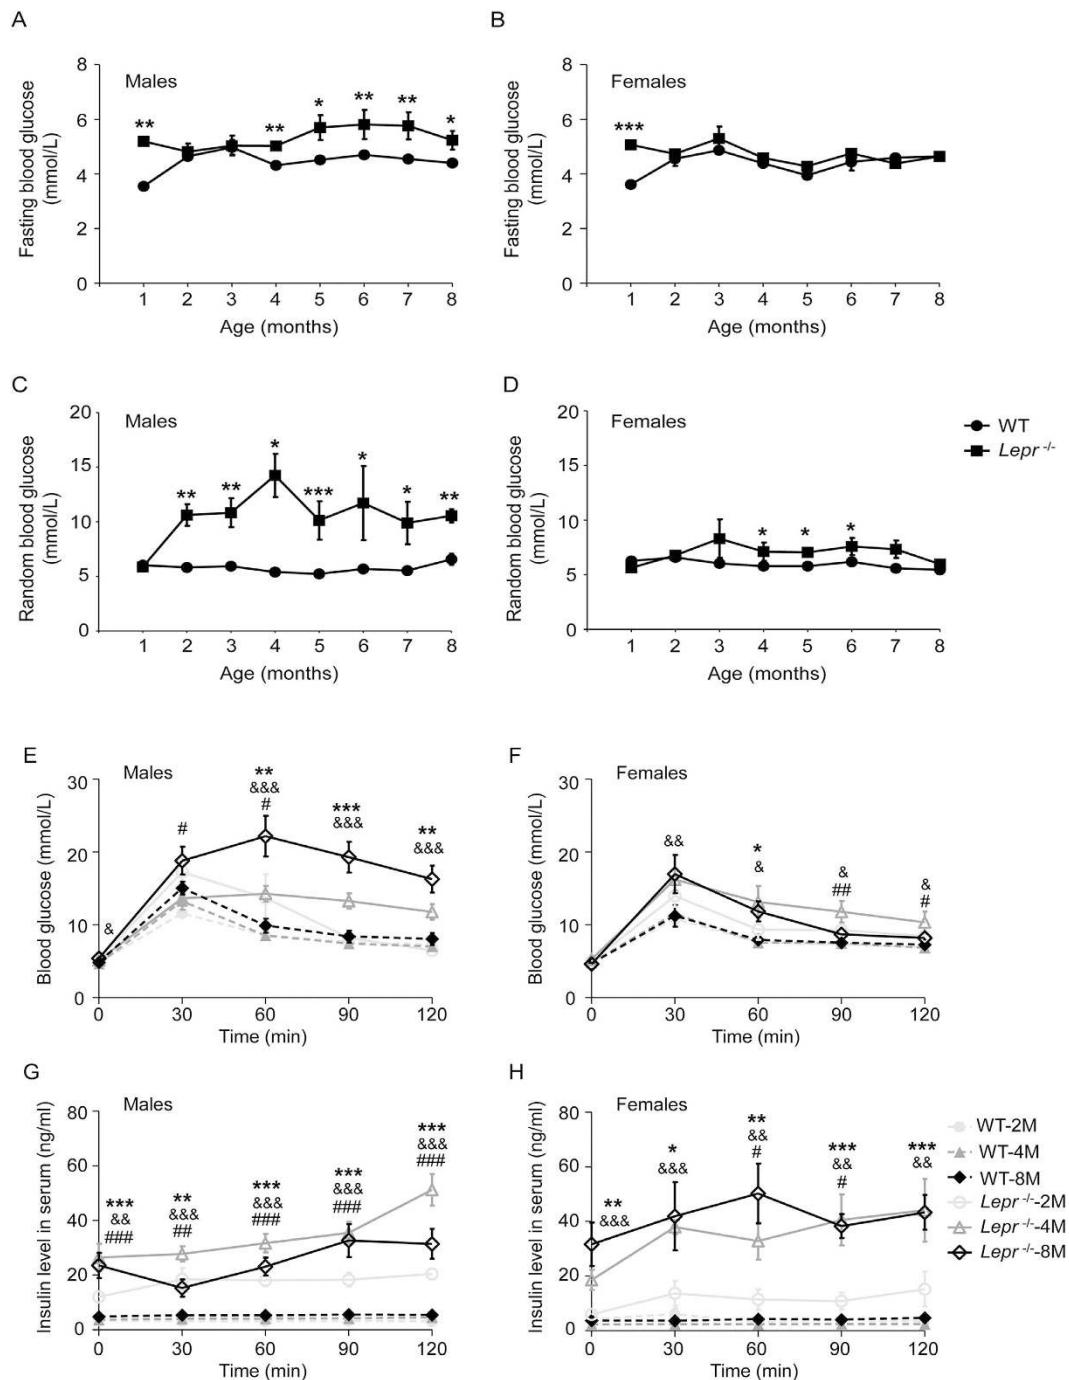 A
B
Males
Females
Fasting blood glucose
(mmol/L)
8
6
4
2
0
** ** * ** ** *
1 2 3 4 5 6 7 8
Age (months)
Fasting blood glucose
(mmol/L)
8
6
4
2
0
***
1 2 3 4 5 6 7 8
Age (months)
C
D
Males
Females
Random blood glucose
(mmol/L)
20
15
10
5
0
** ** * *** * * **
1 2 3 4 5 6 7 8
Age (months)
Random blood glucose
(mmol/L)
20
15
10
5
0
* * *
1 2 3 4 5 6 7 8
Age (months)
WT
Lepr -/-
E
F
Males
Females
Blood glucose (mmol/L)
30
20
10
0
&
#
**
&&&
#
***
&&&
**
&&&
0 30 60 90 120
Time (min)
Blood glucose (mmol/L)
30
20
10
0
&&
*
&
&
##
&
#
0 30 60 90 120
Time (min)
G
H
Males
Females
Insulin level in serum (ng/ml)
80
60
40
20
0
***
&&
###
**
&&&
##
***
&&&
###
***
&&&
###
***
&&&
###
0 30 60 90 120
Time (min)
Insulin level in serum (ng/ml)
80
60
40
20
0
**
&&&
*
&&&
**
&&
#
***
&&
#
***
&&
0 30 60 90 120
Time (min)
WT-2M
WT-4M
WT-8M
Lepr -/--2M
Lepr -/--4M
Lepr -/--8M